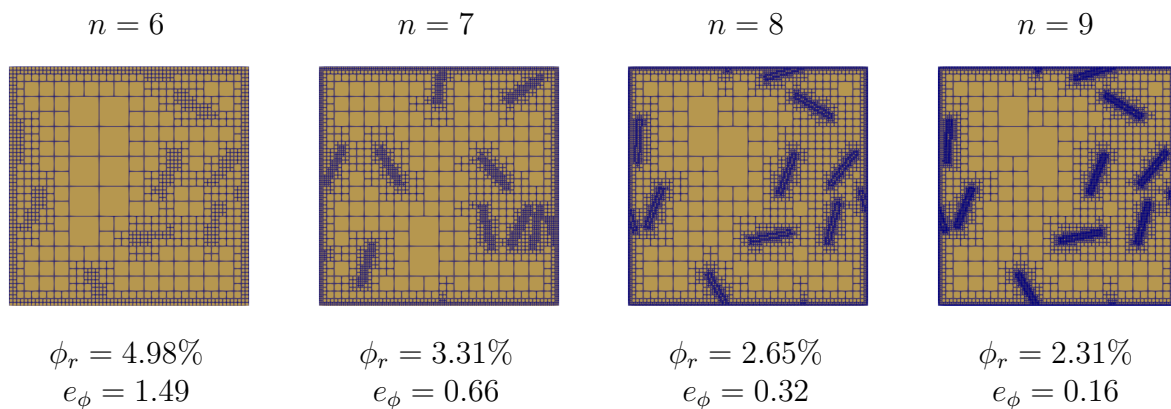 n = 6 n = 7 n = 8 n = 9
ϕ_r = 4.98% ϕ_r = 3.31% ϕ_r = 2.65% ϕ_r = 2.31%
e_ϕ = 1.49 e_ϕ = 0.66 e_ϕ = 0.32 e_ϕ = 0.16